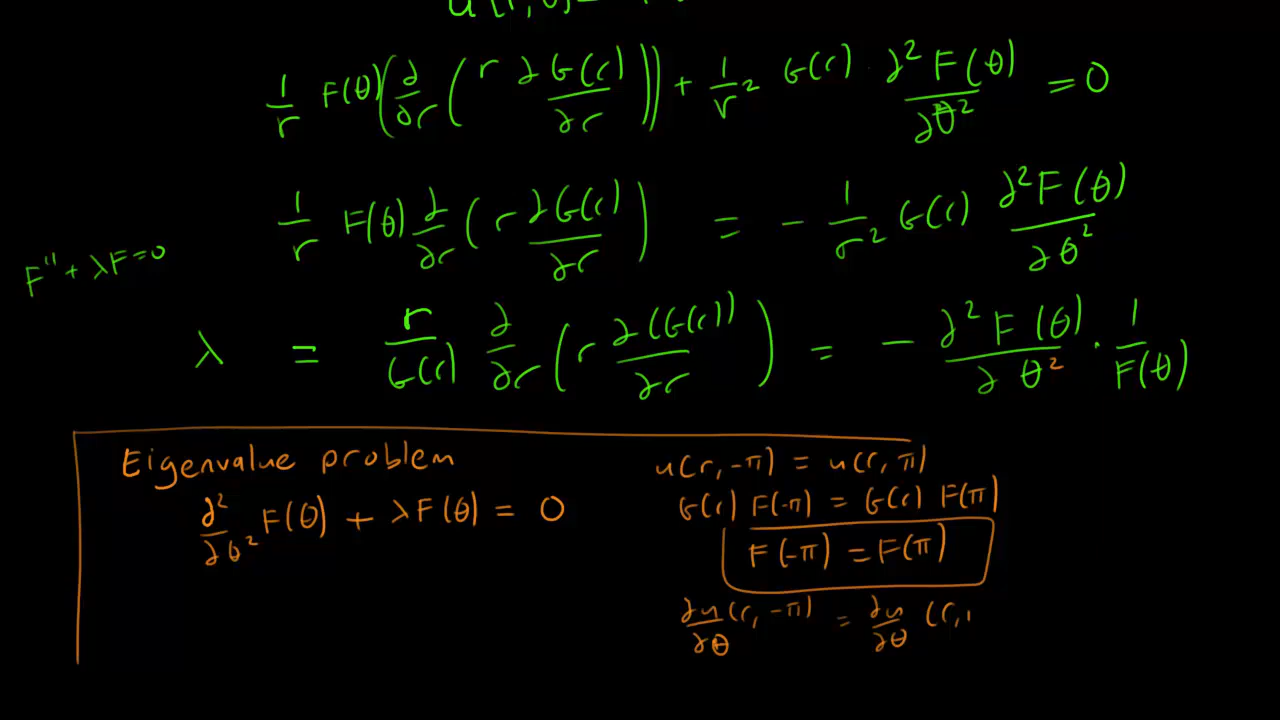 u(r,θ)=
1/r F(θ)(∂/∂r(r ∂G(r)/∂r)) + 1/r² G(r) · ∂²F(θ)/∂θ² = 0
1/r F(θ) ∂/∂r (r ∂G(r)/∂r) = - 1/r² G(r) ∂²F(θ)/∂θ²
F'' + λF = 0
λ = r/G(r) ∂/∂r (r ∂(G(r))/∂r) = - ∂²F(θ)/∂θ² · 1/F(θ)
Eigenvalue problem
∂²/∂θ² F(θ) + λF(θ) = 0
u(r, -π) = u(r, π)
G(r) F(-π) = G(r) F(π)
F(-π) = F(π)
∂u/∂θ (r, -π) = ∂u/∂θ (r,